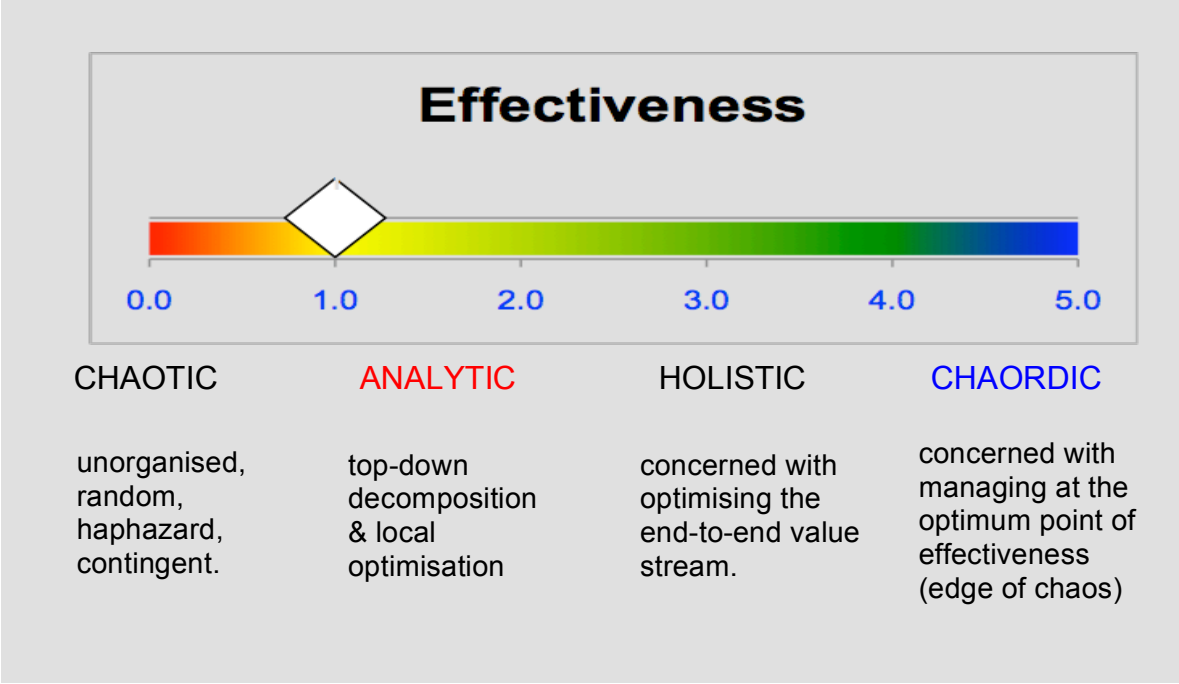 Effectiveness
0.0 1.0 2.0 3.0 4.0 5.0
CHAOTIC
unorganised,
random,
haphazard,
contingent.
ANALYTIC
top-down
decomposition
& local
optimisation
HOLISTIC
concerned with
optimising the
end-to-end value
stream.
CHAORDIC
concerned with
managing at the
optimum point of
effectiveness
(edge of chaos)